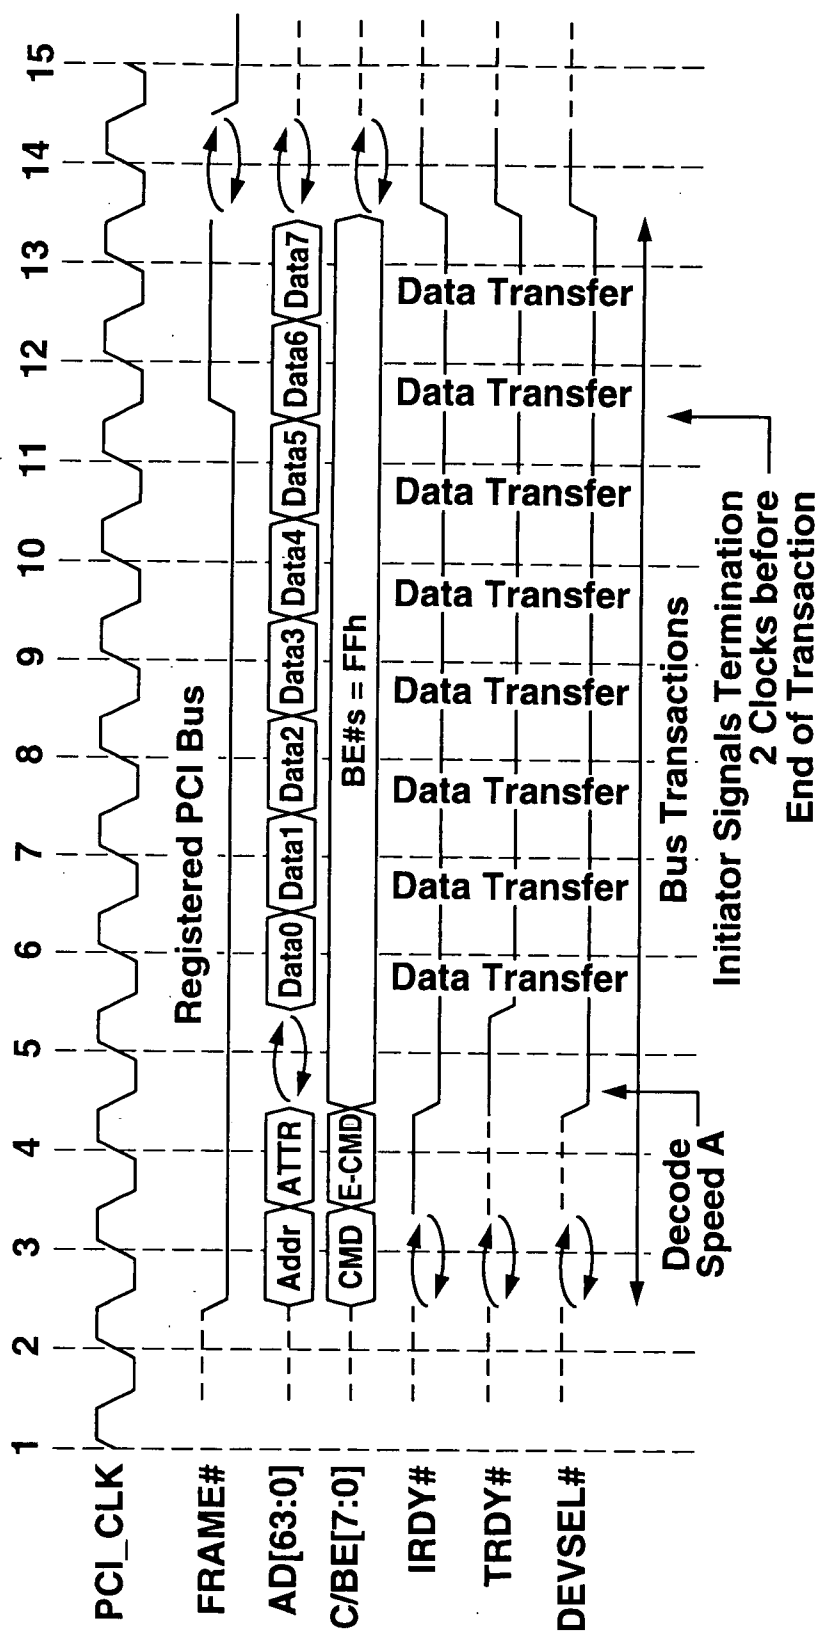 1 2 3 4 5 6 7 8 9 10 11 12 13 14 15
PCI_CLK
Registered PCI Bus
FRAME#
AD[63:0] Addr ATTR Data0 Data1 Data2 Data3 Data4 Data5 Data6 Data7
C/BE[7:0] CMD E-CMD BE#s = FFh
IRDY#
TRDY#
Data Transfer Data Transfer Data Transfer Data Transfer Data Transfer Data Transfer Data Transfer Data Transfer
DEVSEL#
Bus Transactions
Decode
Speed A
Initiator Signals Termination
2 Clocks before
End of Transaction